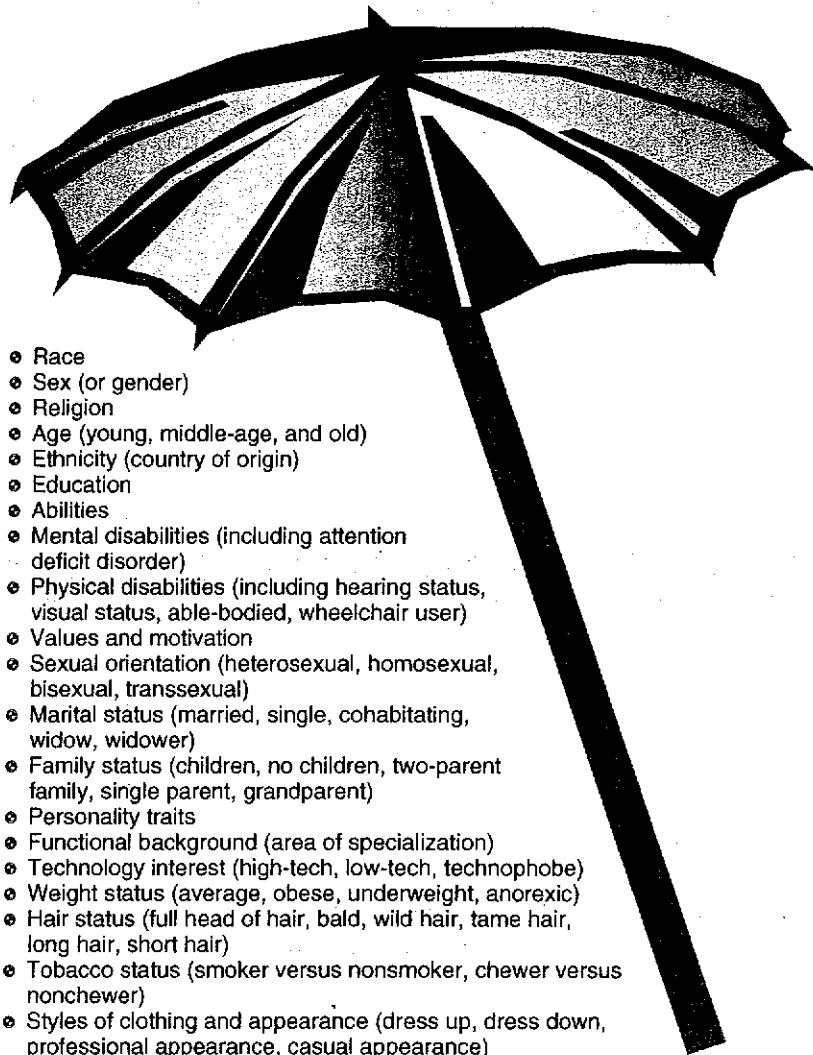 Race
Sex (or gender)
Religion
Age (young, middle-age, and old)
Ethnicity (country of origin)
Education
Abilities
Mental disabilities (including attention
deficit disorder)
Physical disabilities (including hearing status,
visual status, able-bodied, wheelchair user)
Values and motivation
Sexual orientation (heterosexual, homosexual,
bisexual, transsexual)
Marital status (married, single, cohabitating,
widow, widower)
Family status (children, no children, two-parent
family, single parent, grandparent)
Personality traits
Functional background (area of specialization)
Technology interest (high-tech, low-tech, technophobe)
Weight status (average, obese, underweight, anorexic)
Hair status (full head of hair, bald, wild hair, tame hair,
long hair, short hair)
Tobacco status (smoker versus nonsmoker, chewer versus
nonchewer)
Styles of clothing and appearance (dress up, dress down,
professional appearance, casual appearance)